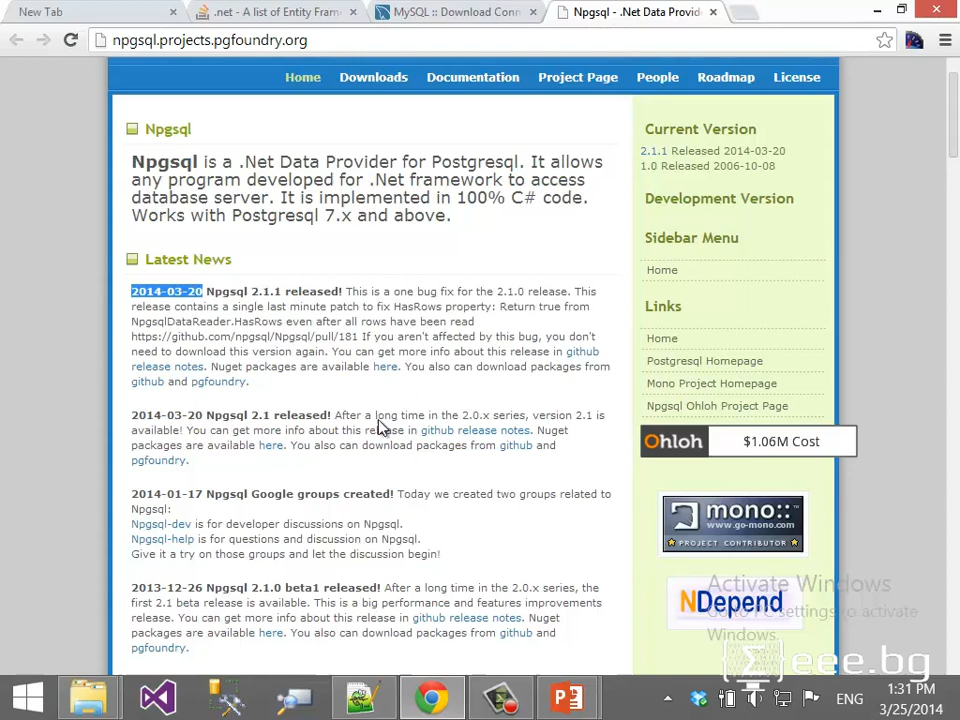 New Tab
.net - A list of Entity Fram
MySQL :: Download Conn
Npgsql - .Net Data Provid
npgsql.projects.pgfoundry.org
Home Downloads Documentation Project Page People Roadmap License
Npgsql
Npgsql is a .Net Data Provider for Postgresql. It allows
any program developed for .Net framework to access
database server. It is implemented in 100% C# code.
Works with Postgresql 7.x and above.
Latest News
2014-03-20 Npgsql 2.1.1 released! This is a one bug fix for the 2.1.0 release. This
release contains a single last minute patch to fix HasRows property: Return true from
NpgsqlDataReader.HasRows even after all rows have been read
https://github.com/npgsql/Npgsql/pull/181 If you aren't affected by this bug, you don't
need to download this version again. You can get more info about this release in github
release notes. Nuget packages are available here. You also can download packages from
github and pgfoundry.
2014-03-20 Npgsql 2.1 released! After a long time in the 2.0.x series, version 2.1 is
available! You can get more info about this release in github release notes. Nuget
packages are available here. You also can download packages from github and
pgfoundry.
2014-01-17 Npgsql Google groups created! Today we created two groups related to
Npgsql:
Npgsql-dev is for developer discussions on Npgsql.
Npgsql-help is for questions and discussion on Npgsql.
Give it a try on those groups and let the discussion begin!
2013-12-26 Npgsql 2.1.0 beta1 released! After a long time in the 2.0.x series, the
first 2.1 beta release is available. This is a big performance and features improvements
release. You can get more info about this release in github release notes. Nuget
packages are available here. You also can download packages from github and
pgfoundry.
Current Version
2.1.1 Released 2014-03-20
1.0 Released 2006-10-08
Development Version
Sidebar Menu
Home
Links
Home
Postgresql Homepage
Mono Project Homepage
Npgsql Ohloh Project Page
Ohloh $1.06M Cost
mono::
www.go-mono.com
PROJECT CONTRIBUTOR
NDepend
Activate Windows
Go to PC settings to activate
Windows.
eee.bg
ENG
1:31 PM
3/25/2014